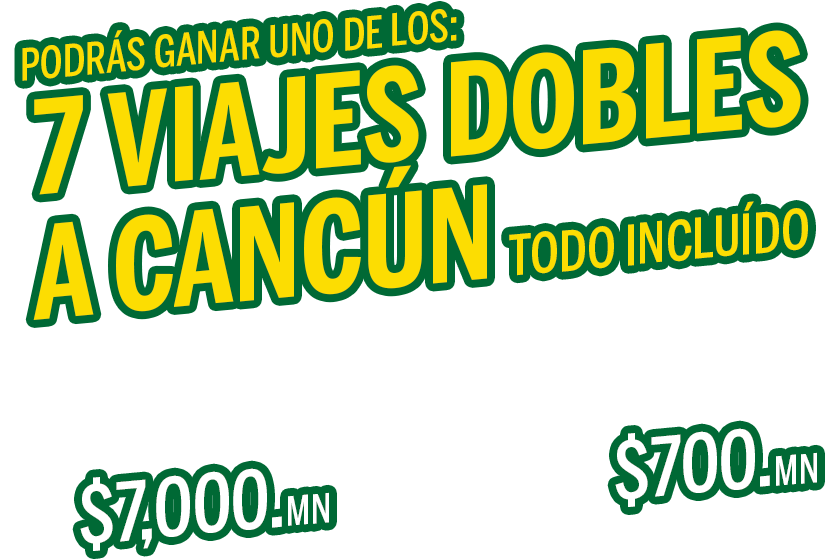 PODRÁS GANAR UNO DE LOS:
7 VIAJES DOBLES
A CANCÚN TODO INCLUÍDO
$7,000.MN
$700.MN